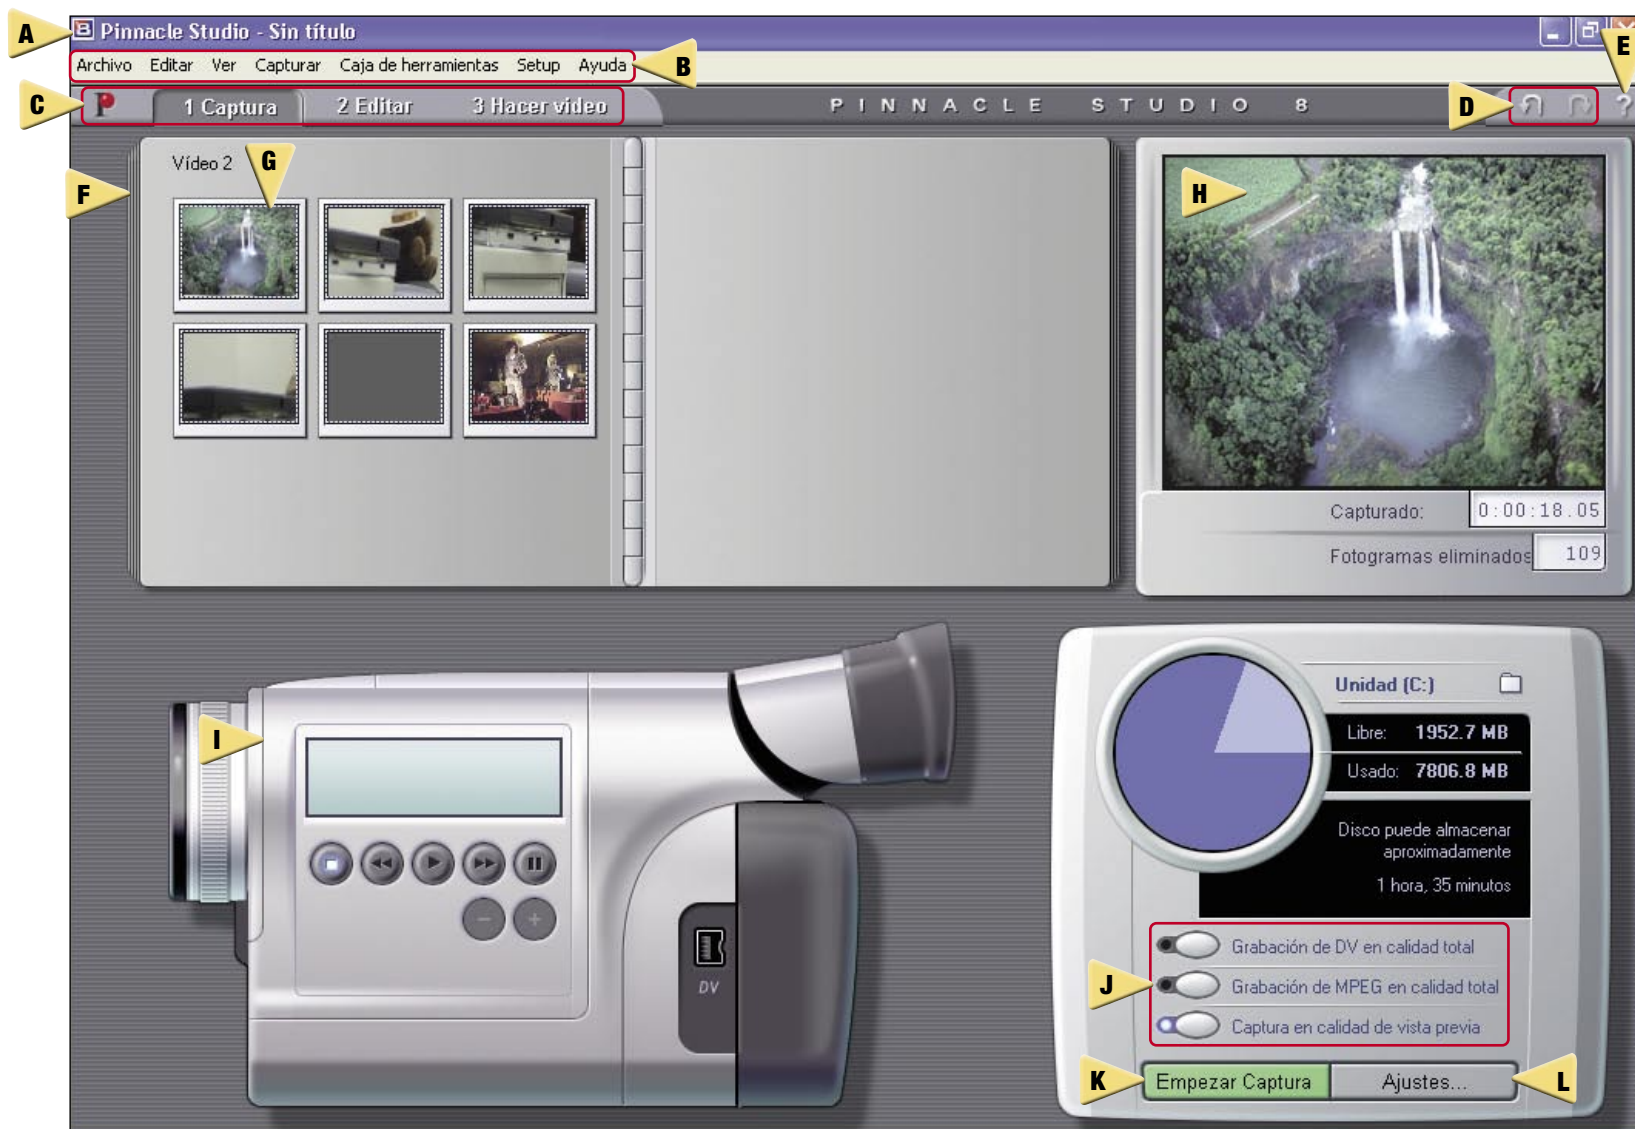 A
Pinnacle Studio - Sin título
E
Archivo Editar Ver Capturar Caja de herramientas Setup Ayuda
B
C
1 Captura 2 Editar 3 Hacer vídeo
PINNACLE STUDIO 8
D
?
Vídeo 2
G
F
H
Capturado: 0:00:18.05
Fotogramas eliminados 109
I
Unidad (C:)
Libre: 1952.7 MB
Usado: 7806.8 MB
Disco puede almacenar
aproximadamente
1 hora, 35 minutos
DV
J
Grabación de DV en calidad total
Grabación de MPEG en calidad total
Captura en calidad de vista previa
K
Empezar Captura
Ajustes...
L